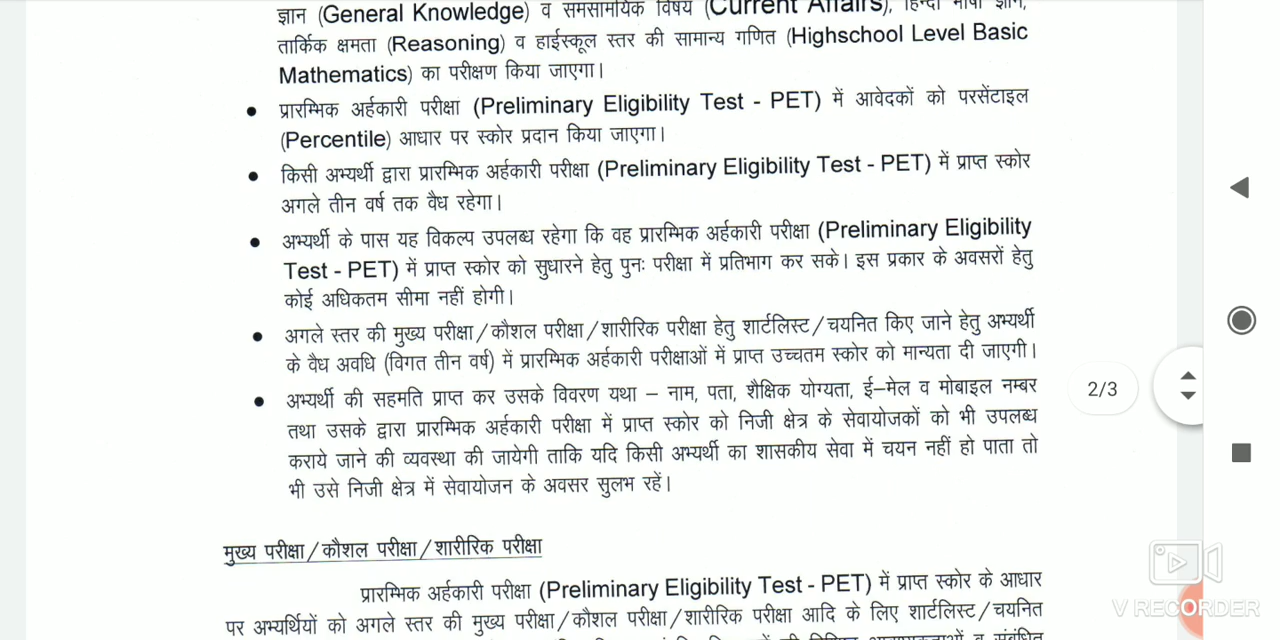 ज्ञान (General Knowledge) व समसामयिक विषय (Current Affairs), हिन्दी भाषा ज्ञान,
तार्किक क्षमता (Reasoning) व हाईस्कूल स्तर की सामान्य गणित (Highschool Level Basic
Mathematics) का परीक्षण किया जाएगा।
● प्रारम्भिक अर्हकारी परीक्षा (Preliminary Eligibility Test - PET) में आवेदकों को परसेंटाइल
(Percentile) आधार पर स्कोर प्रदान किया जाएगा।
● किसी अभ्यर्थी द्वारा प्रारम्भिक अर्हकारी परीक्षा (Preliminary Eligibility Test - PET) में प्राप्त स्कोर
अगले तीन वर्ष तक वैध रहेगा।
● अभ्यर्थी के पास यह विकल्प उपलब्ध रहेगा कि वह प्रारम्भिक अर्हकारी परीक्षा (Preliminary Eligibility
Test - PET) में प्राप्त स्कोर को सुधारने हेतु पुनः परीक्षा में प्रतिभाग कर सके। इस प्रकार के अवसरों हेतु
कोई अधिकतम सीमा नहीं होगी।
● अगले स्तर की मुख्य परीक्षा/कौशल परीक्षा/शारीरिक परीक्षा हेतु शार्टलिस्ट/चयनित किए जाने हेतु अभ्यर्थी
के वैध अवधि (विगत तीन वर्ष) में प्रारम्भिक अर्हकारी परीक्षाओं में प्राप्त उच्चतम स्कोर को मान्यता दी जाएगी।
● अभ्यर्थी की सहमति प्राप्त कर उसके विवरण यथा – नाम, पता, शैक्षिक योग्यता, ई–मेल व मोबाइल नम्बर
तथा उसके द्वारा प्रारम्भिक अर्हकारी परीक्षा में प्राप्त स्कोर को निजी क्षेत्र के सेवायोजकों को भी उपलब्ध
कराये जाने की व्यवस्था की जायेगी ताकि यदि किसी अभ्यर्थी का शासकीय सेवा में चयन नहीं हो पाता तो
भी उसे निजी क्षेत्र में सेवायोजन के अवसर सुलभ रहें।
2/3
मुख्य परीक्षा/कौशल परीक्षा/शारीरिक परीक्षा
प्रारम्भिक अर्हकारी परीक्षा (Preliminary Eligibility Test - PET) में प्राप्त स्कोर के आधार
पर अभ्यर्थियों को अगले स्तर की मुख्य परीक्षा/कौशल परीक्षा/शारीरिक परीक्षा आदि के लिए शार्टलिस्ट/चयनित
V RECORDER